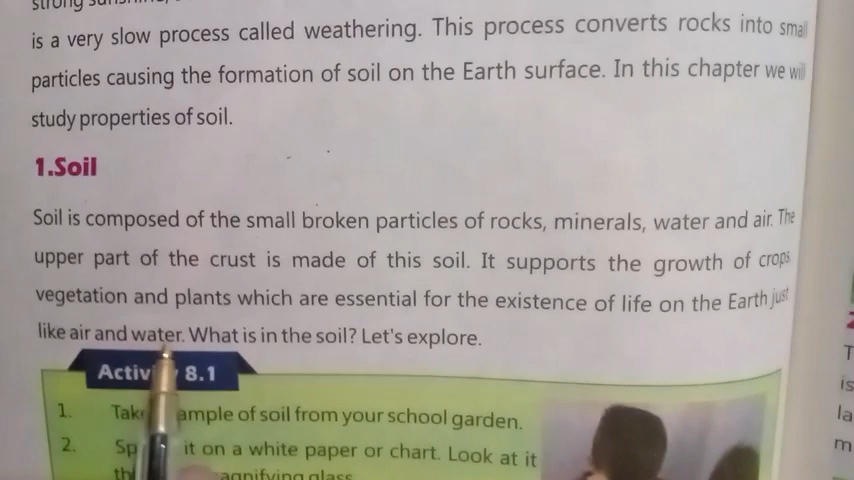 strong sunshine,
is a very slow process called weathering. This process converts rocks into small
particles causing the formation of soil on the Earth surface. In this chapter we will
study properties of soil.
1.Soil
Soil is composed of the small broken particles of rocks, minerals, water and air. The
upper part of the crust is made of this soil. It supports the growth of crops
vegetation and plants which are essential for the existence of life on the Earth just
like air and water. What is in the soil? Let's explore.
8.1
1. ample of soil from your school garden.
2. it on a white paper or chart. Look at it
agnifying glass
T
is
la
m